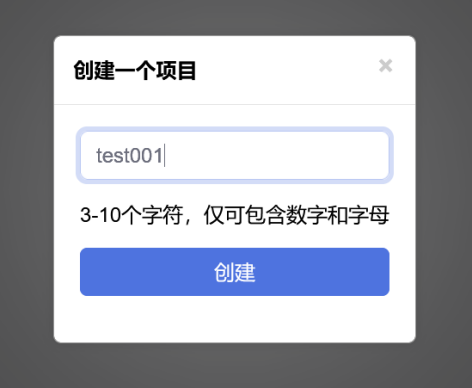 创建一个项目
×
test001
3-10个字符，仅可包含数字和字母
创建